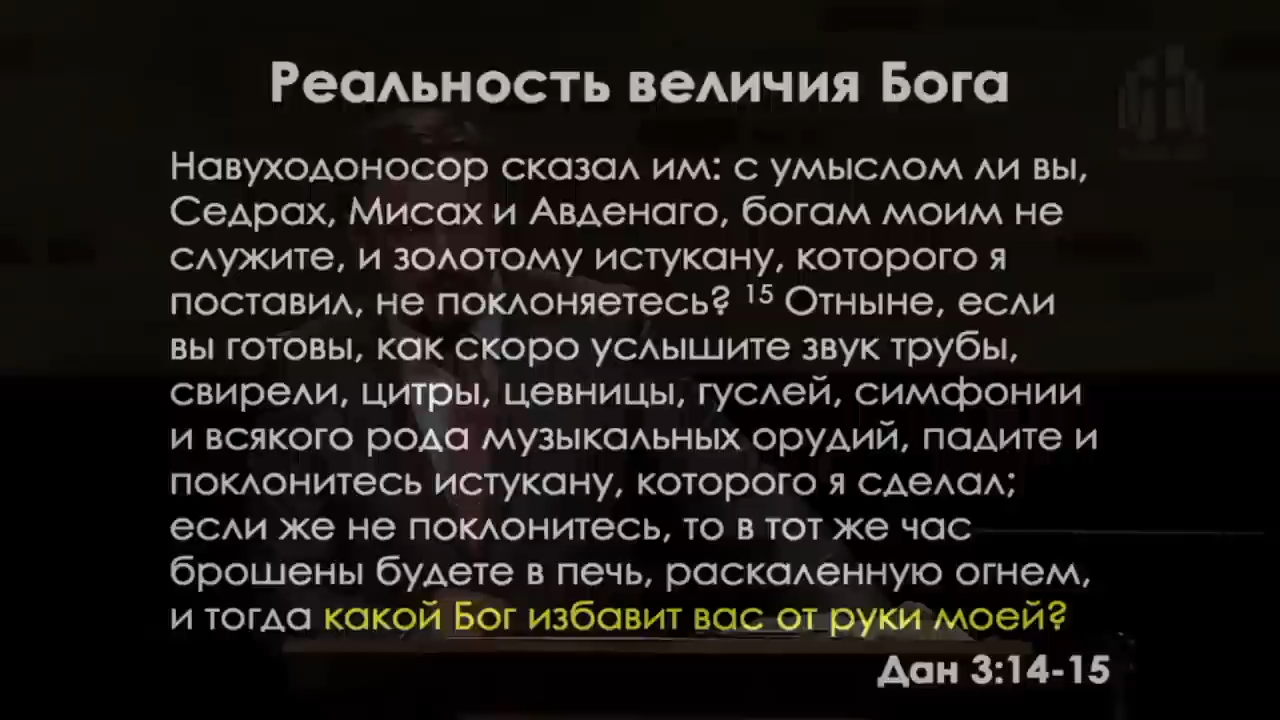 Реальность величия Бога
Навуходоносор сказал им: с умыслом ли вы,
Седрах, Мисах и Авденаго, богам моим не
служите, и золотому истукану, которого я
поставил, не поклоняетесь? 15 Отныне, если
вы готовы, как скоро услышите звук трубы,
свирели, цитры, цевницы, гуслей, симфонии
и всякого рода музыкальных орудий, падите и
поклонитесь истукану, которого я сделал;
если же не поклонитесь, то в тот же час
брошены будете в печь, раскаленную огнем,
и тогда какой Бог избавит вас от руки моей?
Дан 3:14-15